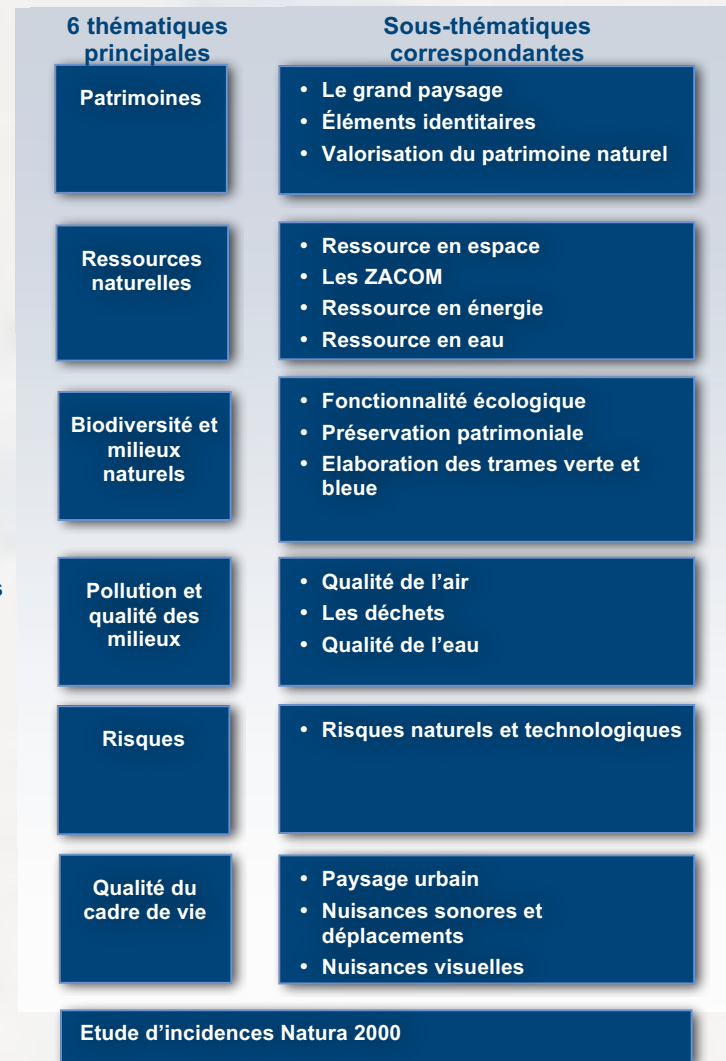 6 thématiques
principales
Sous-thématiques
correspondantes
Patrimoines
• Le grand paysage
• Éléments identitaires
• Valorisation du patrimoine naturel
Ressources
naturelles
• Ressource en espace
• Les ZACOM
• Ressource en énergie
• Ressource en eau
Biodiversité et
milieux
naturels
• Fonctionnalité écologique
• Préservation patrimoniale
• Elaboration des trames verte et
bleue
s
Pollution et
qualité des
milieux
• Qualité de l’air
• Les déchets
• Qualité de l’eau
Risques
• Risques naturels et technologiques
Qualité du
cadre de vie
• Paysage urbain
• Nuisances sonores et
déplacements
• Nuisances visuelles
Etude d’incidences Natura 2000